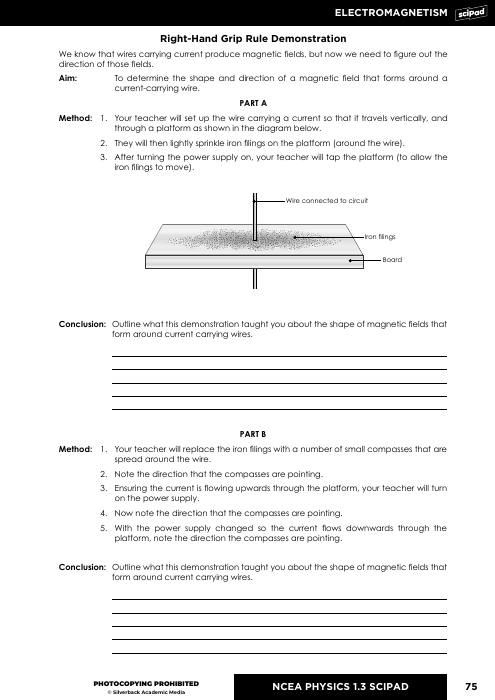 ELECTROMAGNETISM scipad
Right-Hand Grip Rule Demonstration
We know that wires carrying current produce magnetic fields, but now we need to figure out the
direction of those fields.
Aim: To determine the shape and direction of a magnetic field that forms around a
current-carrying wire.
PART A
Method: 1. Your teacher will set up the wire carrying a current so that it travels vertically, and
through a platform as shown in the diagram below.
2. They will then lightly sprinkle iron filings on the platform (around the wire).
3. After turning the power supply on, your teacher will tap the platform (to allow the
iron filings to move).
Wire connected to circuit
Iron filings
Board
Conclusion: Outline what this demonstration taught you about the shape of magnetic fields that
form around current carrying wires.
PART B
Method: 1. Your teacher will replace the iron filings with a number of small compasses that are
spread around the wire.
2. Note the direction that the compasses are pointing.
3. Ensuring the current is flowing upwards through the platform, your teacher will turn
on the power supply.
4. Now note the direction that the compasses are pointing.
5. With the power supply changed so the current flows downwards through the
platform, note the direction the compasses are pointing.
Conclusion: Outline what this demonstration taught you about the shape of magnetic fields that
form around current carrying wires.
PHOTOCOPYING PROHIBITED
© Silverback Academic Media
NCEA PHYSICS 1.3 SCIPAD 75